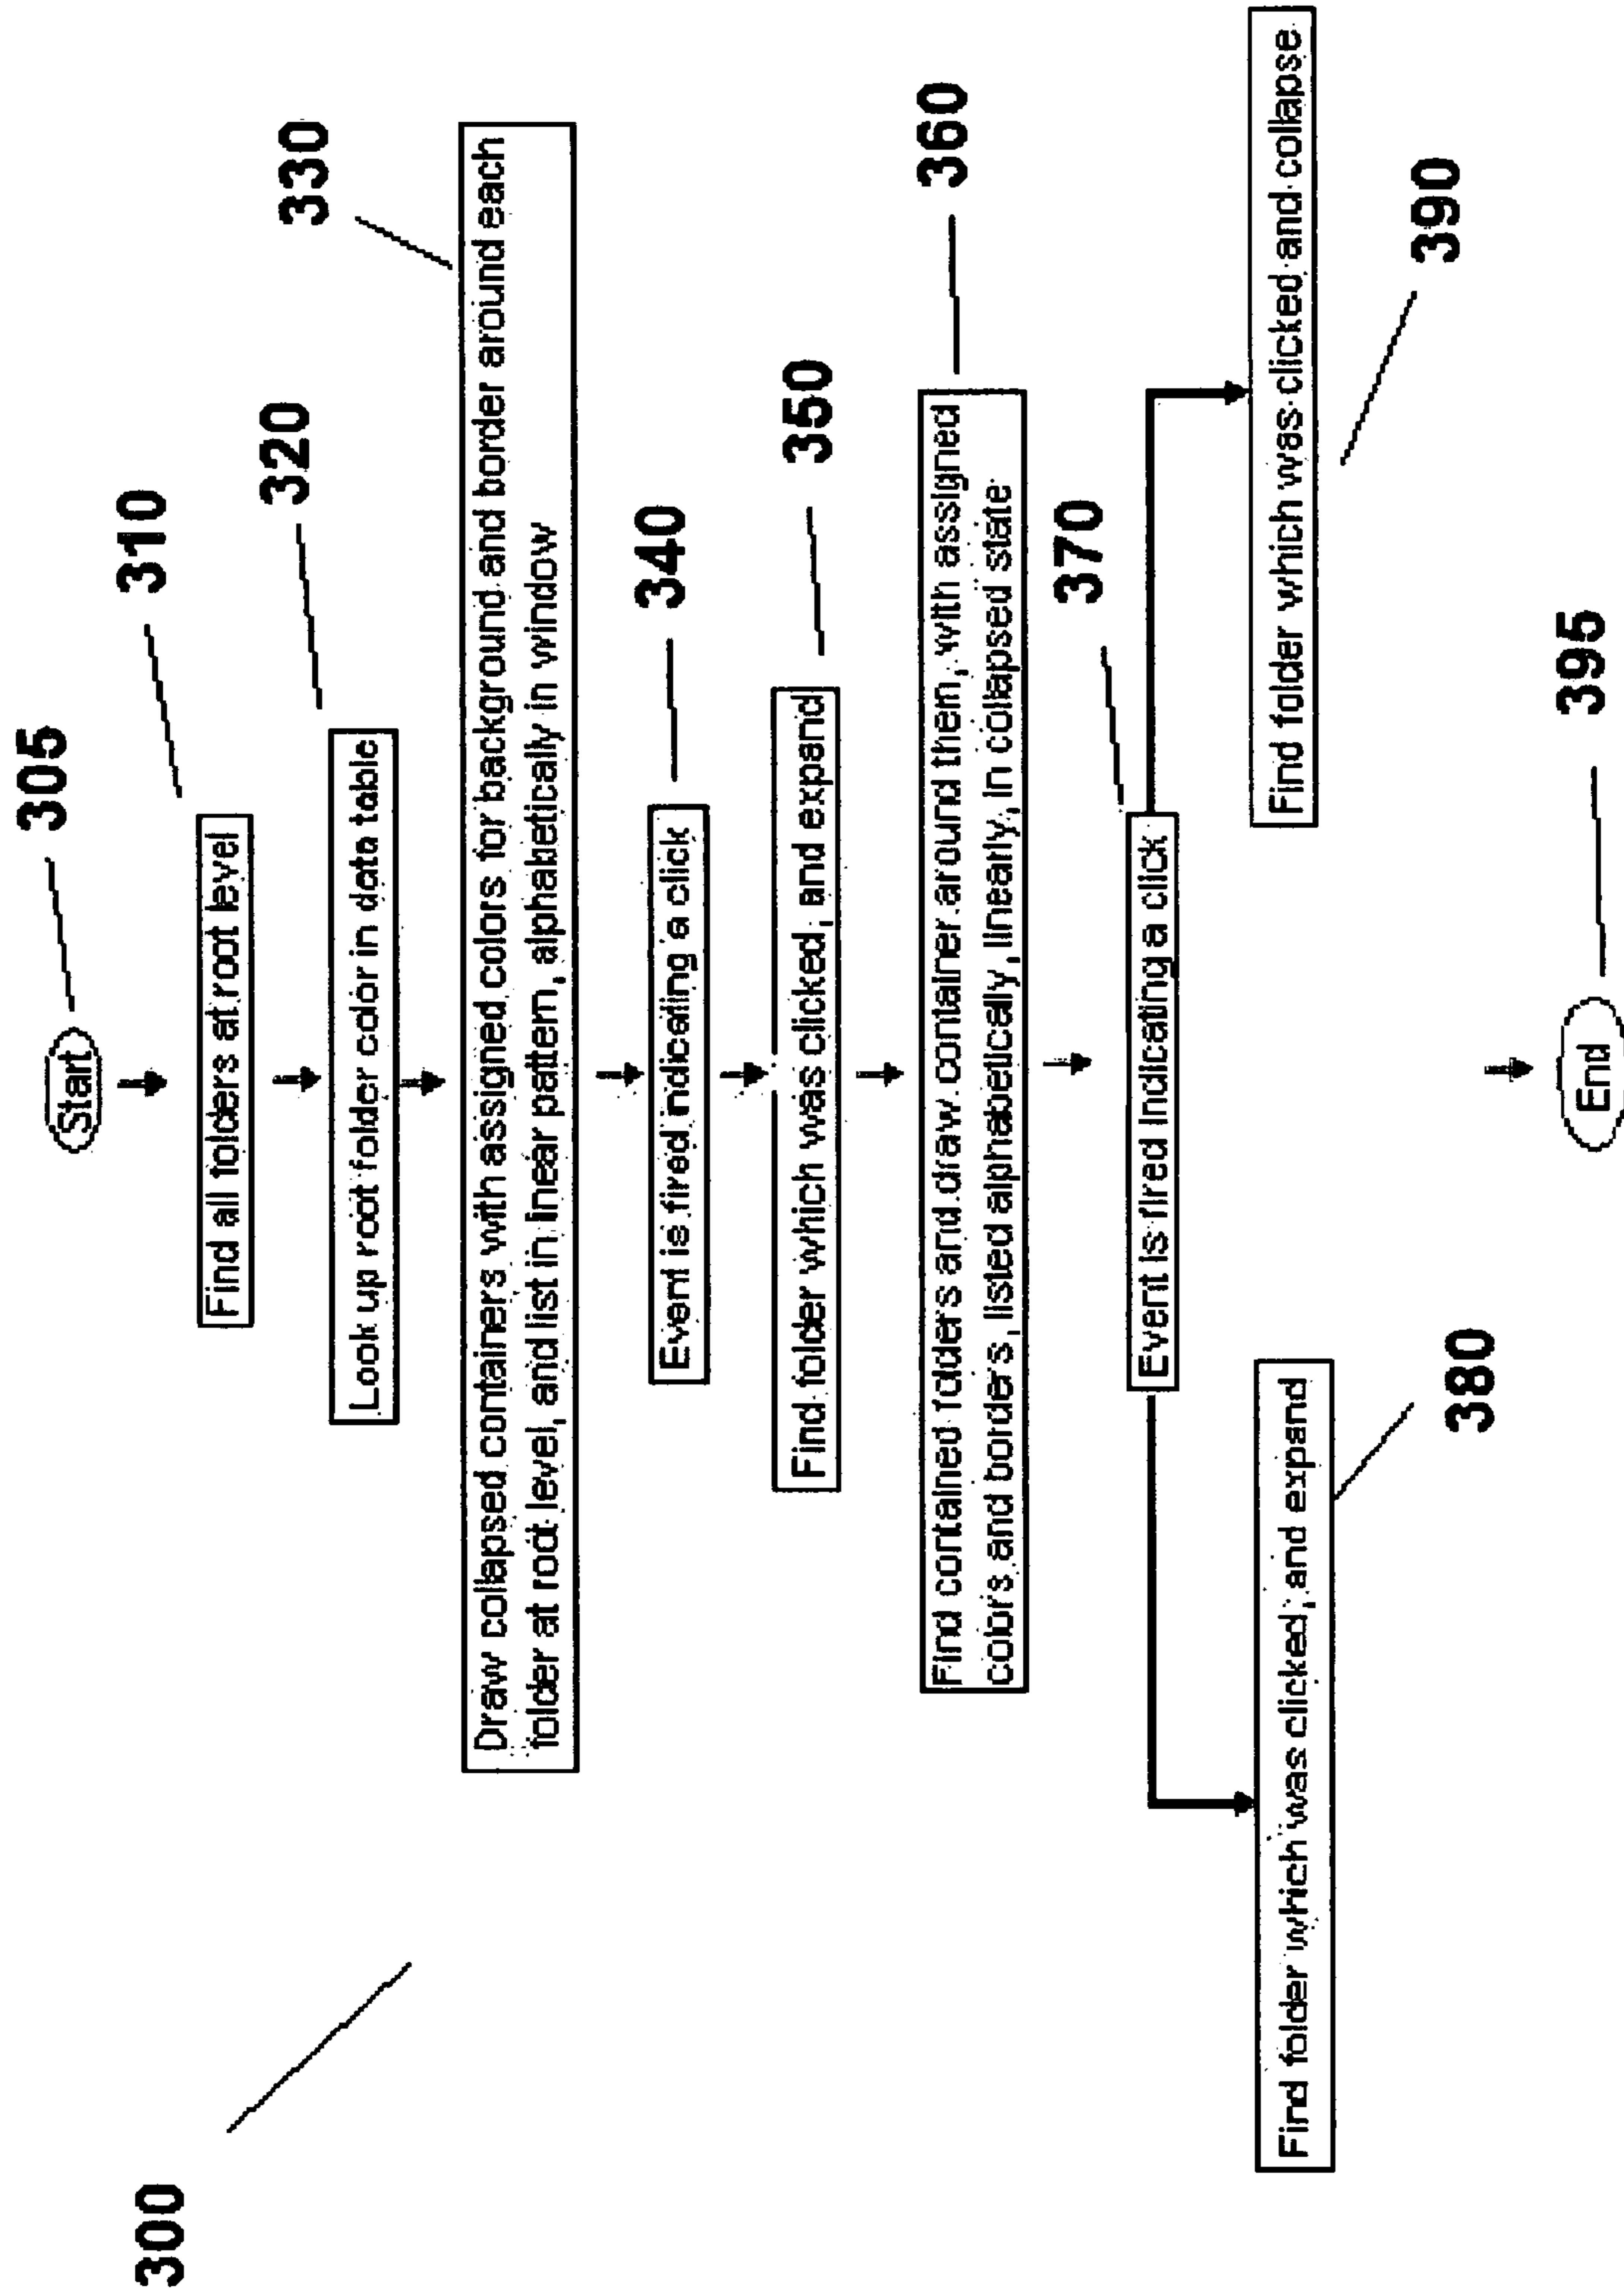 300
305
Start
310
Find all folders at root level
320
Look up root folder color in data table
330
Draw collapsed containers with assigned colors for background and border around each
folder at root level, and list in linear pattern, alphabetically in window
340
Event is fired indicating a click
350
Find folder which was clicked, and expand
360
Find contained folders and draw container around them, with assigned
colors and borders, listed alphabetically, linearly, in collapsed state
370
Event is fired indicating a click
Find folder which was clicked, and expand
380
Find folder which was clicked and collapse
390
395
End